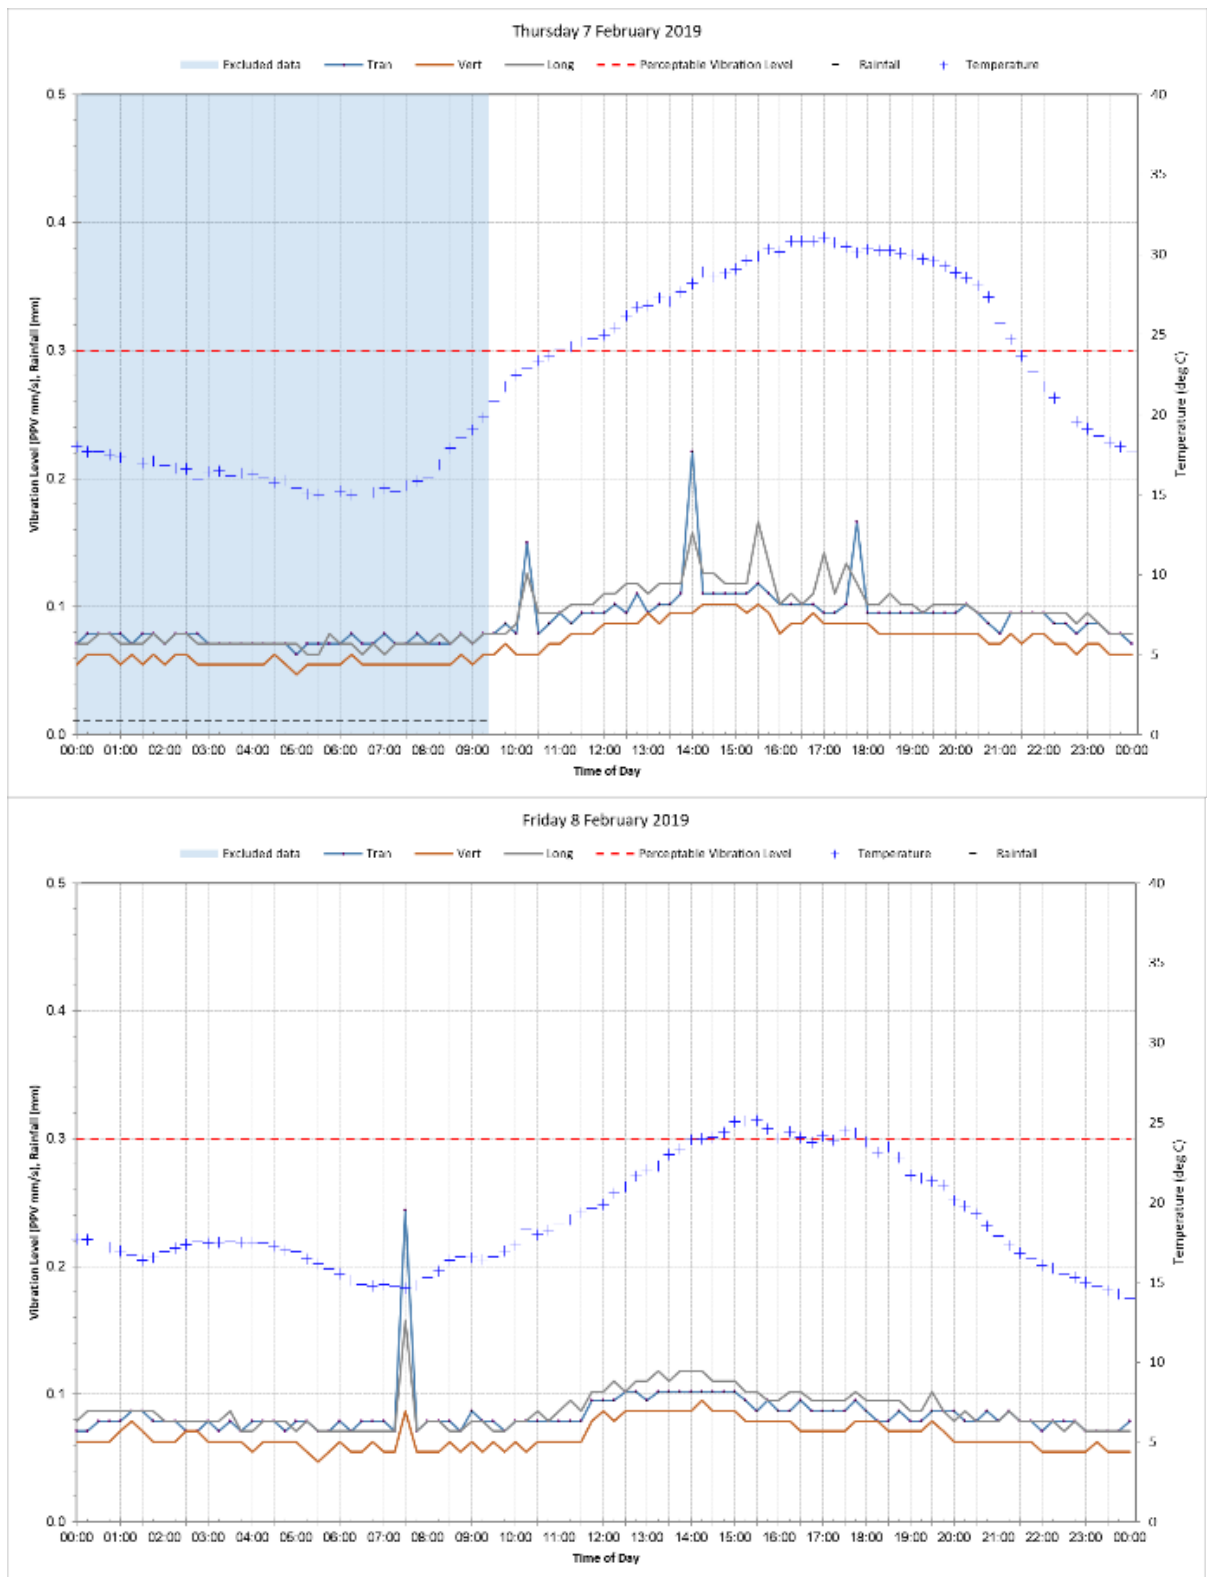 Thursday 7 February 2019
Excluded data Tran Vert Long Perceptable Vibration Level Rainfall Temperature
0.5
0.4
0.3
0.2
0.1
0.0
Vibration Level (PPV mm/s), Rainfall (mm)
40
35
30
25
20
15
10
5
0
Temperature (deg C)
00:00 01:00 02:00 03:00 04:00 05:00 06:00 07:00 08:00 09:00 10:00 11:00 12:00 13:00 14:00 15:00 16:00 17:00 18:00 19:00 20:00 21:00 22:00 23:00 00:00
Time of Day
Friday 8 February 2019
Excluded data Tran Vert Long Perceptable Vibration Level Temperature Rainfall
0.5
0.4
0.3
0.2
0.1
0.0
Vibration Level (PPV mm/s), Rainfall (mm)
40
35
30
25
20
15
10
5
0
Temperature (deg C)
00:00 01:00 02:00 03:00 04:00 05:00 06:00 07:00 08:00 09:00 10:00 11:00 12:00 13:00 14:00 15:00 16:00 17:00 18:00 19:00 20:00 21:00 22:00 23:00 00:00
Time of Day